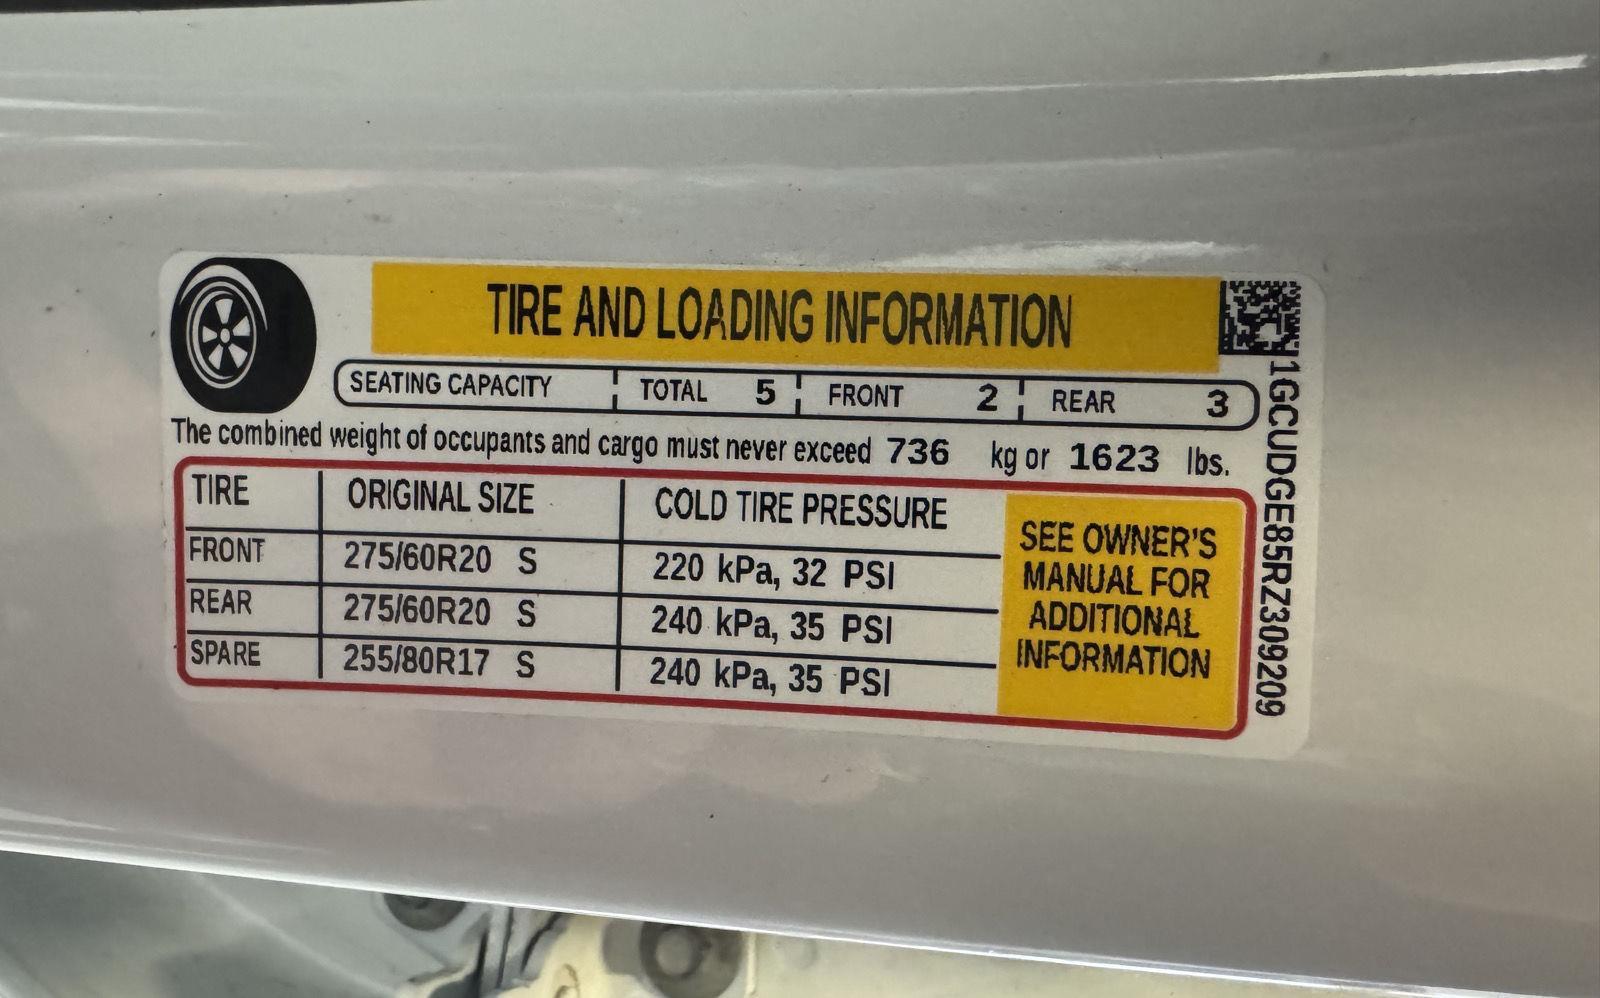 TIRE AND LOADING INFORMATION
SEATING CAPACITY TOTAL 5 FRONT 2 REAR 3
The combined weight of occupants and cargo must never exceed 736 kg or 1623 lbs.
TIRE ORIGINAL SIZE COLD TIRE PRESSURE
FRONT 275/60R20 S 220 kPa, 32 PSI
REAR 275/60R20 S 240 kPa, 35 PSI
SPARE 255/80R17 S 240 kPa, 35 PSI
SEE OWNER'S
MANUAL FOR
ADDITIONAL
INFORMATION
1GCUDGE85RZ309209